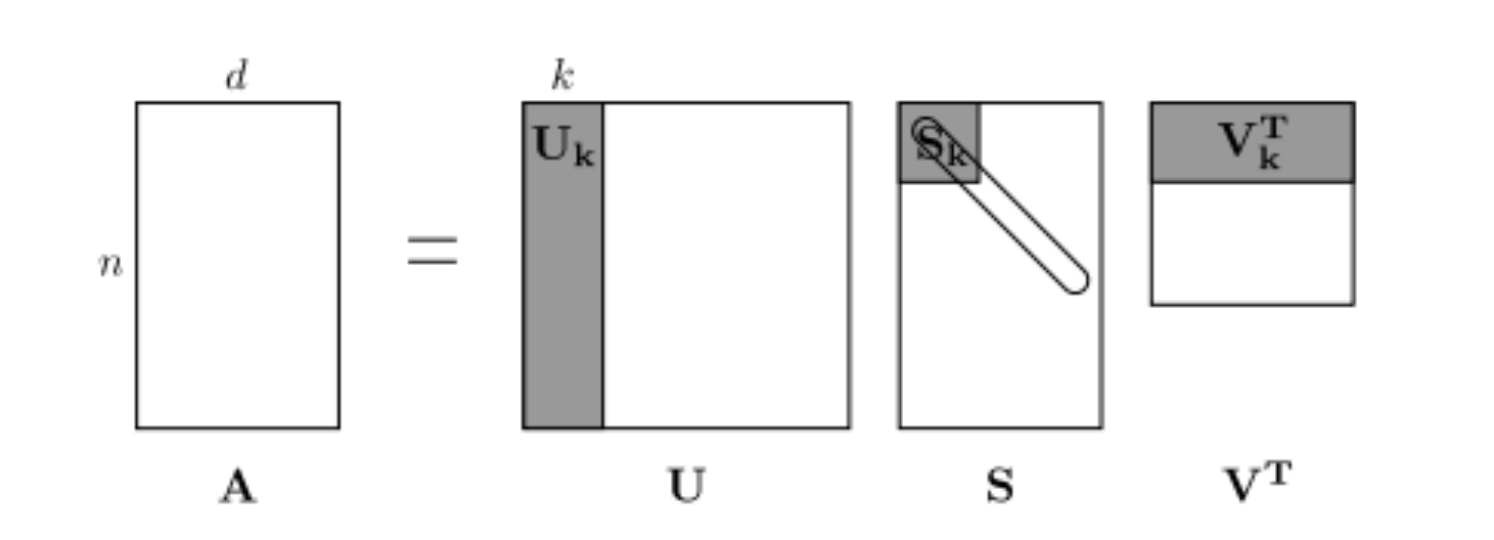 d k
U_k S_k V_k^T
n =
A U S V^T